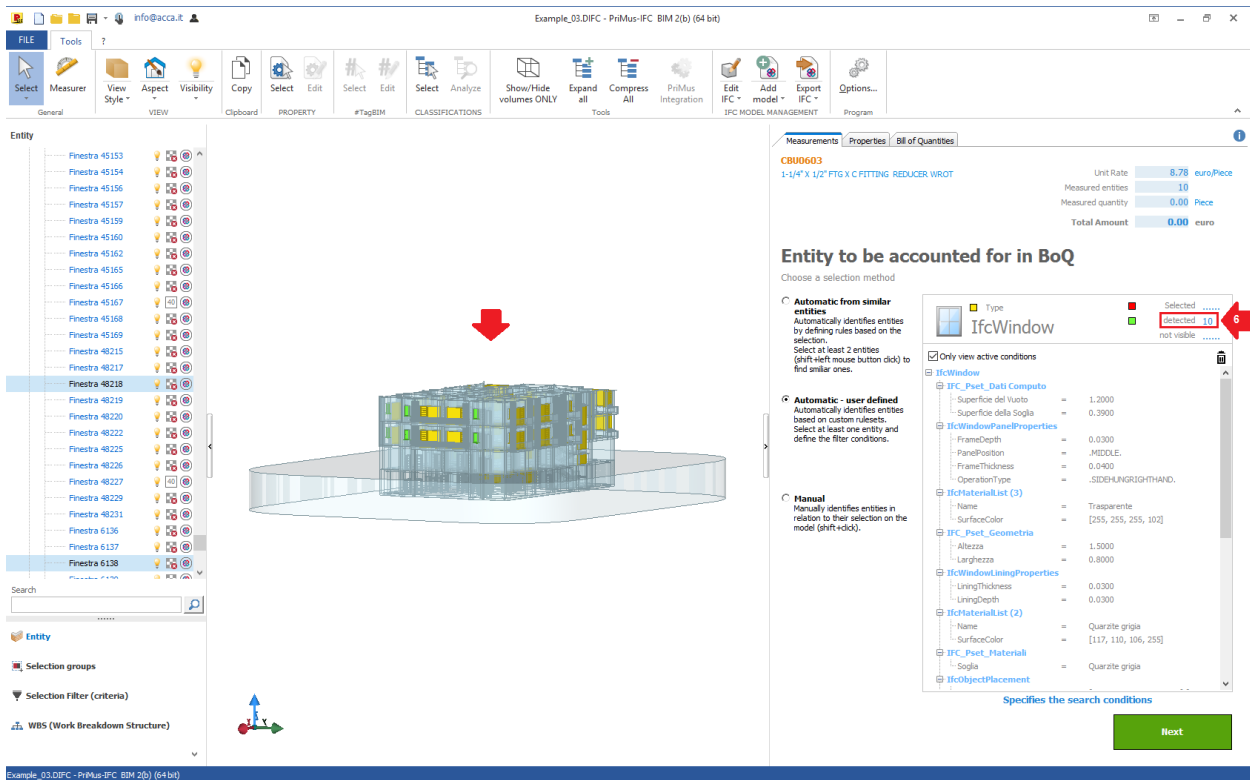 info@acca.it
Example_03.DIFC - PriMus-IFC BIM 2(b) (64 bit)
FILE
Tools
?
Select
Measurer
View Style
Aspect
Visibility
Copy
Select
Edit
Select
Edit
Select
Analyze
Show/Hide volumes ONLY
Expand all
Compress All
PriMus Integration
Edit IFC
Add model
Export IFC
Options...
General
VIEW
Clipboard
PROPERTY
#TagBIM
CLASSIFICATIONS
Tools
IFC MODEL MANAGEMENT
Program
Entity
Finestra 45153
Finestra 45154
Finestra 45156
Finestra 45157
Finestra 45159
Finestra 45160
Finestra 45162
Finestra 45165
Finestra 45166
Finestra 45167 40
Finestra 45168
Finestra 45169
Finestra 48215
Finestra 48217
Finestra 48218
Finestra 48219
Finestra 48220
Finestra 48222
Finestra 48225
Finestra 48226
Finestra 48227 40
Finestra 48229
Finestra 48231
Finestra 6136
Finestra 6137
Finestra 6138
Search
Entity
Selection groups
Selection Filter (criteria)
WBS (Work Breakdown Structure)
Z
X
Y
Measurements
Properties
Bill of Quantities
CBU0603
1-1/4" X 1/2" FTG X C FITTING REDUCER WROT
Unit Rate 8.78 euro/Piece
Measured entities 10
Measured quantity 0.00 Piece
Total Amount 0.00 euro
Entity to be accounted for in BoQ
Choose a selection method
Automatic from similar
entities
Automatically identifies entities
by defining rules based on the
selection.
Select at least 2 entities
(shift+left mouse button click) to
find smilar ones.
Automatic - user defined
Automatically identifies entities
based on custom rulesets.
Select at least one entity and
define the filter conditions.
Manual
Manually identifies entities in
relation to their selection on the
model (shift+click).
Type
IfcWindow
Selected ......
detected 10
6
not visible ......
Only view active conditions
IfcWindow
IFC_Pset_Dati Computo
Superficie del Vuoto = 1.2000
Superficie della Soglia = 0.3900
IfcWindowPanelProperties
FrameDepth = 0.0300
PanelPosition = .MIDDLE.
FrameThickness = 0.0400
OperationType = .SIDEHUNGRIGHTHAND.
IfcMaterialList (3)
Name = Trasparente
SurfaceColor = [255, 255, 255, 102]
IFC_Pset_Geometria
Altezza = 1.5000
Larghezza = 0.8000
IfcWindowLiningProperties
LiningThickness = 0.0300
LiningDepth = 0.0300
IfcMaterialList (2)
Name = Quarzite grigia
SurfaceColor = [117, 110, 106, 255]
IFC_Pset_Materiali
Soglia = Quarzite grigia
IfcObjectPlacement
Specifies the search conditions
Next
Example_03.DIFC - PriMus-IFC BIM 2(b) (64 bit)